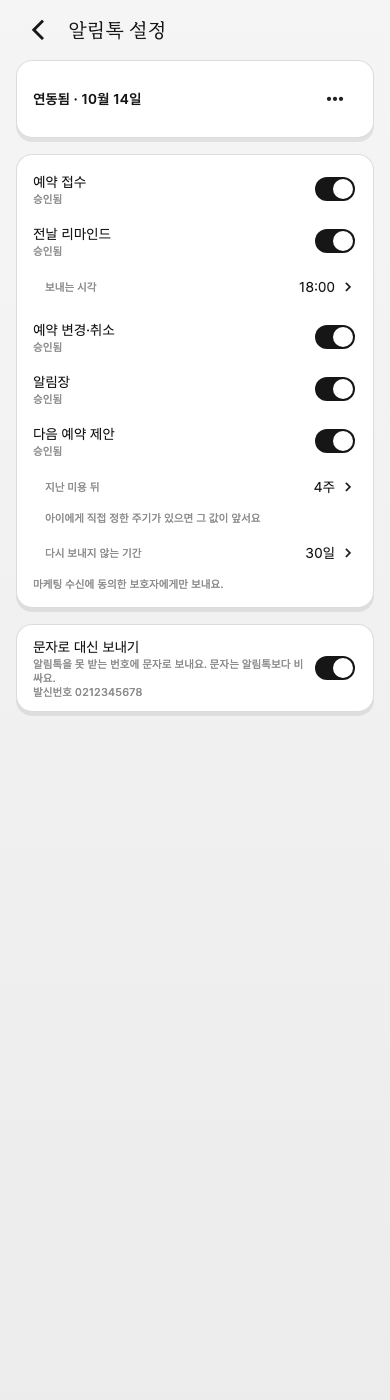 알림톡 설정
연동됨 · 10월 14일
예약 접수
승인됨
전날 리마인드
승인됨
보내는 시각
18:00
예약 변경·취소
승인됨
알림장
승인됨
다음 예약 제안
승인됨
지난 미용 뒤
4주
아이에게 직접 정한 주기가 있으면 그 값이 앞서요
다시 보내지 않는 기간
30일
마케팅 수신에 동의한 보호자에게만 보내요.
문자로 대신 보내기
알림톡을 못 받는 번호에 문자로 보내요. 문자는 알림톡보다 비
싸요.
발신번호 0212345678